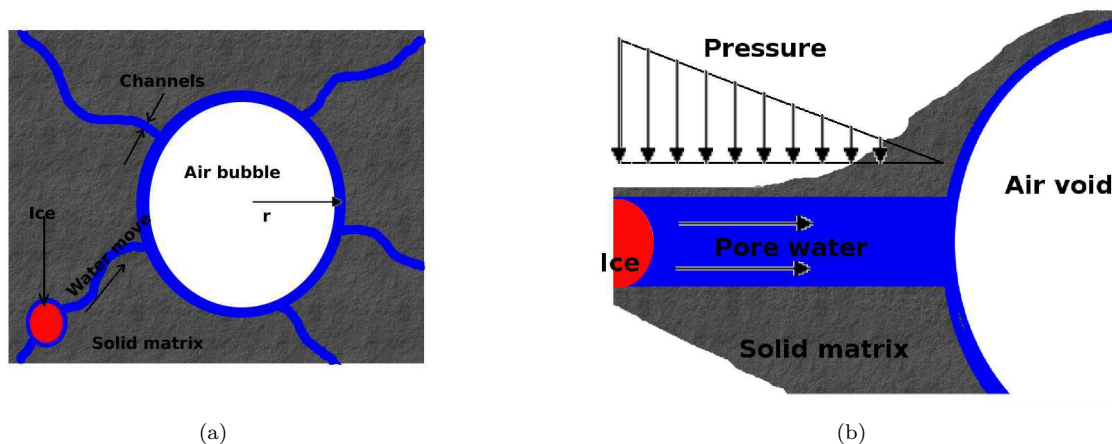 Channels
Air bubble
r
Ice
Water move
Solid matrix
(a)
Pressure
Air void
Pore water
Ice
Solid matrix
(b)